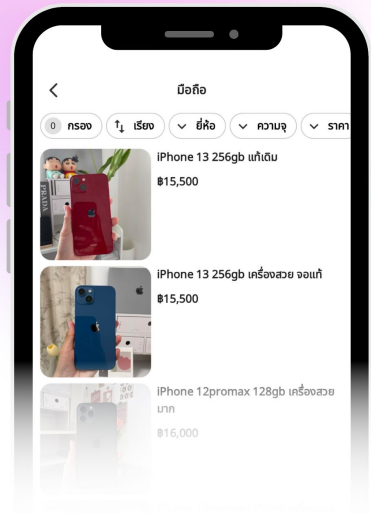 มือถือ
0 กรอง เรียง ยี่ห้อ ความจุ ราคา
PRADA
iPhone 13 256gb แท้เดิม
฿15,500
iPhone 13 256gb เครื่องสวย จอแท้
฿15,500
iPhone 12promax 128gb เครื่องสวย
มาก
฿16,000